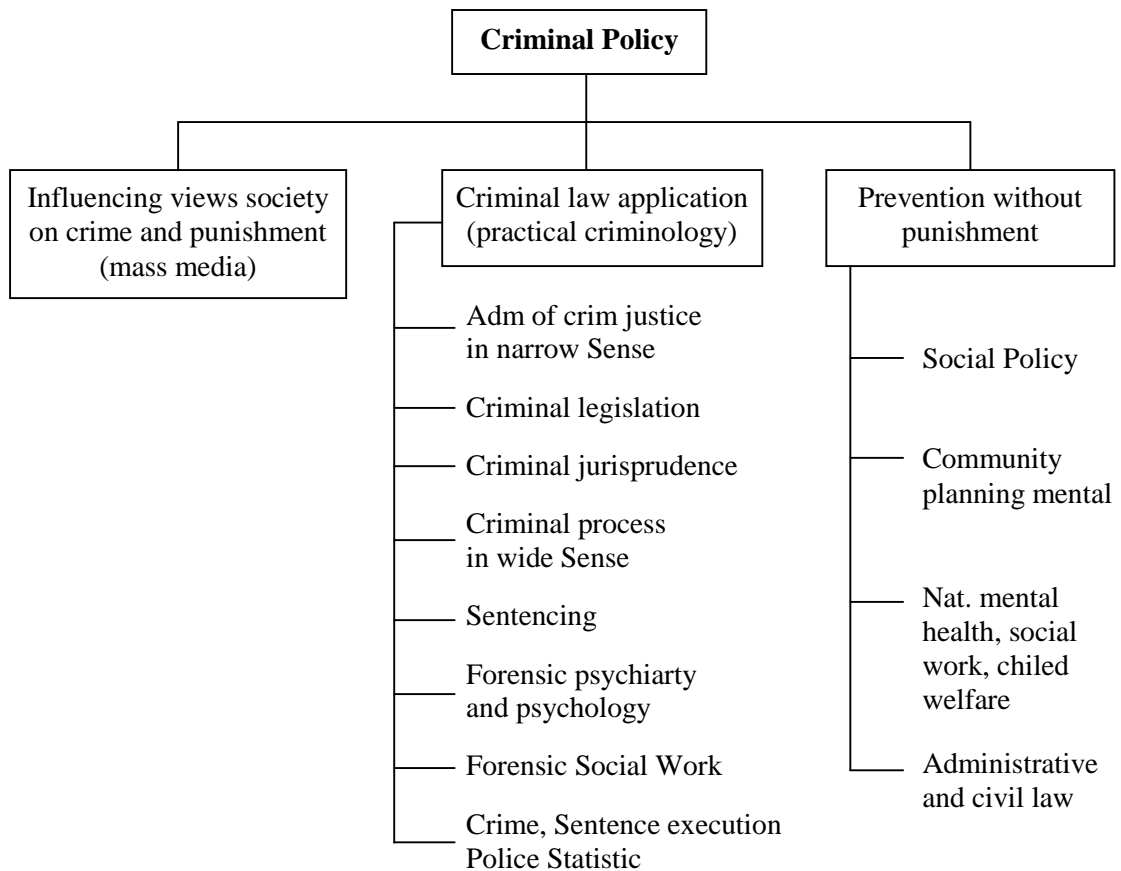 Criminal Policy
Influencing views society
on crime and punishment
(mass media)
Criminal law application
(practical criminology)
Adm of crim justice
in narrow Sense
Criminal legislation
Criminal jurisprudence
Criminal process
in wide Sense
Sentencing
Forensic psychiarty
and psychology
Forensic Social Work
Crime, Sentence execution
Police Statistic
Prevention without
punishment
Social Policy
Community
planning mental
Nat. mental
health, social
work, chiled
welfare
Administrative
and civil law